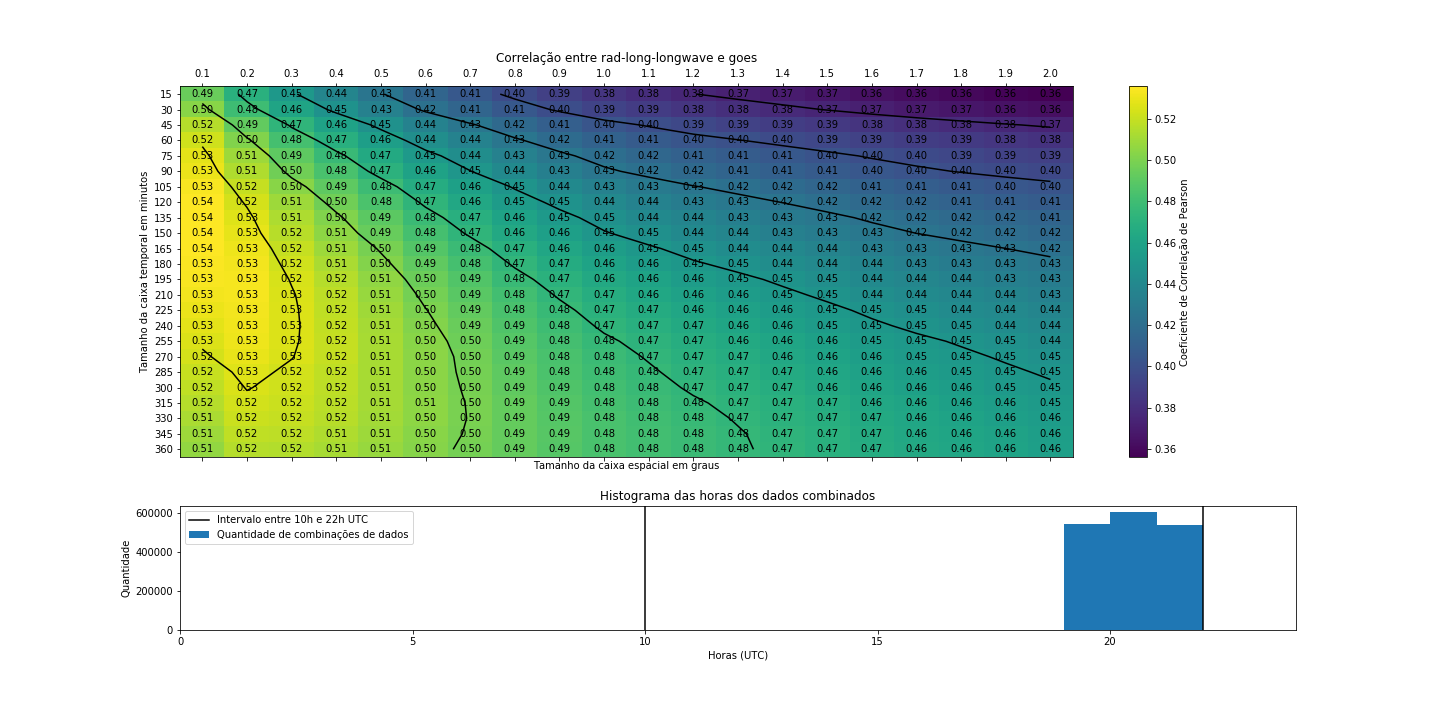 Correlação entre rad-long-longwave e goes
0.1 0.2 0.3 0.4 0.5 0.6 0.7 0.8 0.9 1.0 1.1 1.2 1.3 1.4 1.5 1.6 1.7 1.8 1.9 2.0
15 0.49 0.47 0.45 0.44 0.43 0.41 0.41 0.40 0.39 0.38 0.38 0.38 0.37 0.37 0.37 0.36 0.36 0.36 0.36 0.36
30 0.50 0.48 0.46 0.45 0.43 0.42 0.41 0.41 0.40 0.39 0.39 0.38 0.38 0.38 0.37 0.37 0.37 0.37 0.36 0.36
45 0.52 0.49 0.47 0.46 0.45 0.44 0.43 0.42 0.41 0.40 0.40 0.39 0.39 0.39 0.39 0.38 0.38 0.38 0.38 0.37
60 0.52 0.50 0.48 0.47 0.46 0.44 0.44 0.43 0.42 0.41 0.41 0.40 0.40 0.40 0.39 0.39 0.39 0.39 0.38 0.38
75 0.53 0.51 0.49 0.48 0.47 0.45 0.44 0.43 0.43 0.42 0.42 0.41 0.41 0.41 0.40 0.40 0.40 0.39 0.39 0.39
90 0.53 0.51 0.50 0.48 0.47 0.46 0.45 0.44 0.43 0.43 0.42 0.42 0.41 0.41 0.41 0.40 0.40 0.40 0.40 0.40
105 0.53 0.52 0.50 0.49 0.48 0.47 0.46 0.45 0.44 0.43 0.43 0.43 0.42 0.42 0.42 0.41 0.41 0.41 0.40 0.40
120 0.54 0.52 0.51 0.50 0.48 0.47 0.46 0.45 0.45 0.44 0.44 0.43 0.43 0.42 0.42 0.42 0.42 0.41 0.41 0.41
135 0.54 0.53 0.51 0.50 0.49 0.48 0.47 0.46 0.45 0.45 0.44 0.44 0.43 0.43 0.43 0.42 0.42 0.42 0.42 0.41
150 0.54 0.53 0.52 0.51 0.49 0.48 0.47 0.46 0.46 0.45 0.45 0.44 0.44 0.43 0.43 0.43 0.42 0.42 0.42 0.42
165 0.54 0.53 0.52 0.51 0.50 0.49 0.48 0.47 0.46 0.46 0.45 0.45 0.44 0.44 0.44 0.43 0.43 0.43 0.43 0.42
180 0.53 0.53 0.52 0.51 0.50 0.49 0.48 0.47 0.47 0.46 0.46 0.45 0.45 0.44 0.44 0.44 0.43 0.43 0.43 0.43
195 0.53 0.53 0.52 0.52 0.51 0.50 0.49 0.48 0.47 0.46 0.46 0.46 0.45 0.45 0.45 0.44 0.44 0.44 0.43 0.43
210 0.53 0.53 0.53 0.52 0.51 0.50 0.49 0.48 0.47 0.47 0.46 0.46 0.46 0.45 0.45 0.44 0.44 0.44 0.44 0.43
225 0.53 0.53 0.53 0.52 0.51 0.50 0.49 0.48 0.48 0.47 0.47 0.46 0.46 0.46 0.45 0.45 0.44 0.44 0.44 0.44
240 0.53 0.53 0.53 0.52 0.51 0.50 0.49 0.49 0.48 0.47 0.47 0.46 0.46 0.46 0.45 0.45 0.45 0.44 0.44 0.44
255 0.53 0.53 0.53 0.52 0.51 0.50 0.50 0.49 0.48 0.48 0.47 0.47 0.46 0.46 0.46 0.45 0.45 0.45 0.45 0.44
270 0.52 0.53 0.53 0.52 0.51 0.50 0.50 0.49 0.48 0.48 0.47 0.47 0.47 0.46 0.46 0.46 0.45 0.45 0.45 0.45
285 0.52 0.53 0.52 0.52 0.51 0.50 0.50 0.49 0.48 0.48 0.48 0.47 0.47 0.47 0.46 0.46 0.46 0.45 0.45 0.45
300 0.52 0.53 0.52 0.52 0.51 0.50 0.50 0.49 0.49 0.48 0.48 0.47 0.47 0.47 0.46 0.46 0.46 0.46 0.45 0.45
315 0.52 0.52 0.52 0.52 0.51 0.51 0.50 0.49 0.49 0.48 0.48 0.48 0.47 0.47 0.47 0.46 0.46 0.46 0.46 0.45
330 0.51 0.52 0.52 0.52 0.51 0.50 0.50 0.49 0.49 0.48 0.48 0.48 0.47 0.47 0.47 0.47 0.46 0.46 0.46 0.46
345 0.51 0.52 0.52 0.51 0.51 0.50 0.50 0.49 0.49 0.48 0.48 0.48 0.48 0.47 0.47 0.47 0.46 0.46 0.46 0.46
360 0.51 0.52 0.52 0.51 0.51 0.50 0.50 0.49 0.49 0.48 0.48 0.48 0.48 0.47 0.47 0.47 0.47 0.46 0.46 0.46
Tamanho da caixa temporal em minutos
Tamanho da caixa espacial em graus
0.52
0.50
0.48
0.46
0.44
0.42
0.40
0.38
0.36
Coeficiente de Correlação de Pearson
Histograma das horas dos dados combinados
Intervalo entre 10h e 22h UTC
Quantidade de combinações de dados
600000
400000
200000
0
Quantidade
0 5 10 15 20
Horas (UTC)